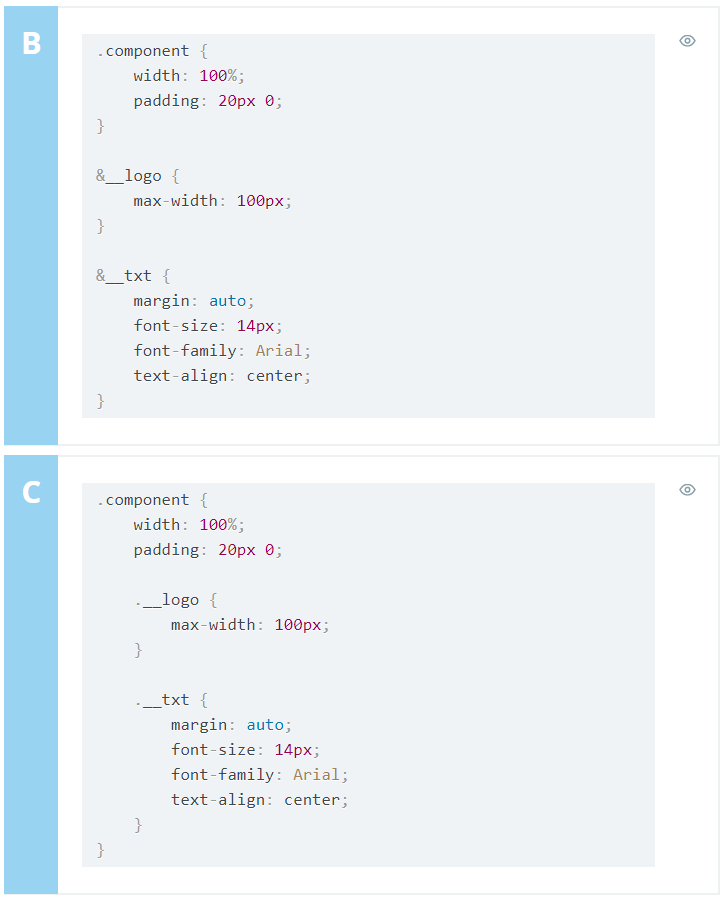 B
.component {
    width: 100%;
    padding: 20px 0;
}
&__logo {
    max-width: 100px;
}
&__txt {
    margin: auto;
    font-size: 14px;
    font-family: Arial;
    text-align: center;
}
C
.component {
    width: 100%;
    padding: 20px 0;
    .__logo {
        max-width: 100px;
    }
    .__txt {
        margin: auto;
        font-size: 14px;
        font-family: Arial;
        text-align: center;
    }
}